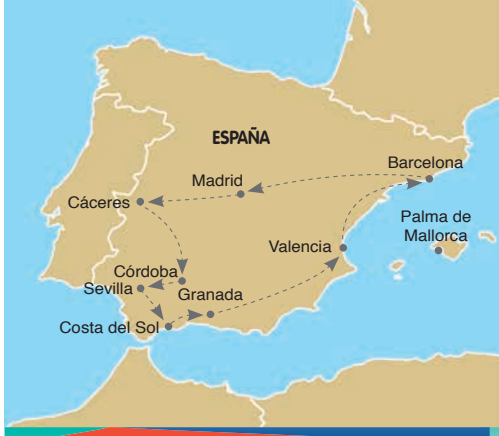 ESPAÑA
Barcelona
Madrid
Cáceres
Palma de
Mallorca
Valencia
Córdoba
Sevilla
Granada
Costa del Sol